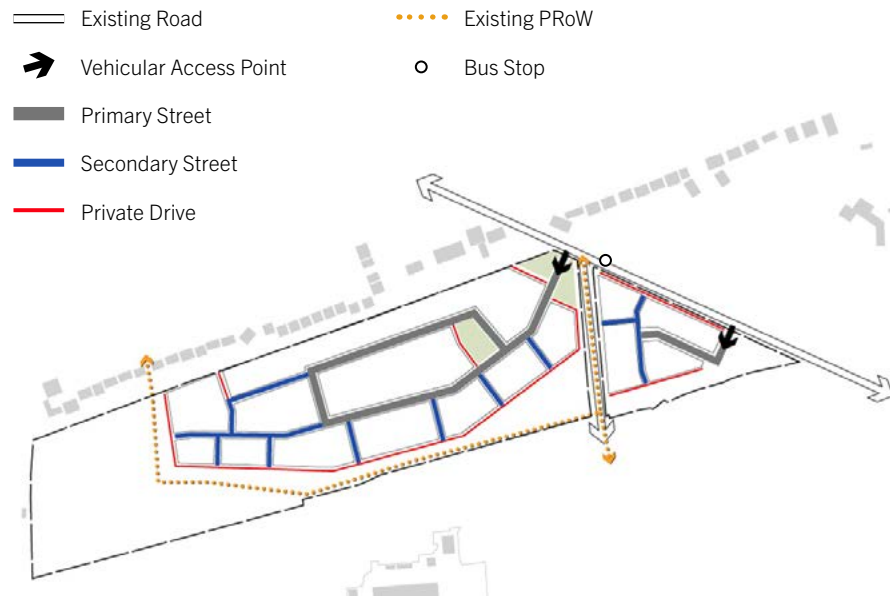 Existing Road
Vehicular Access Point
Primary Street
Secondary Street
Private Drive
Existing PRoW
Bus Stop